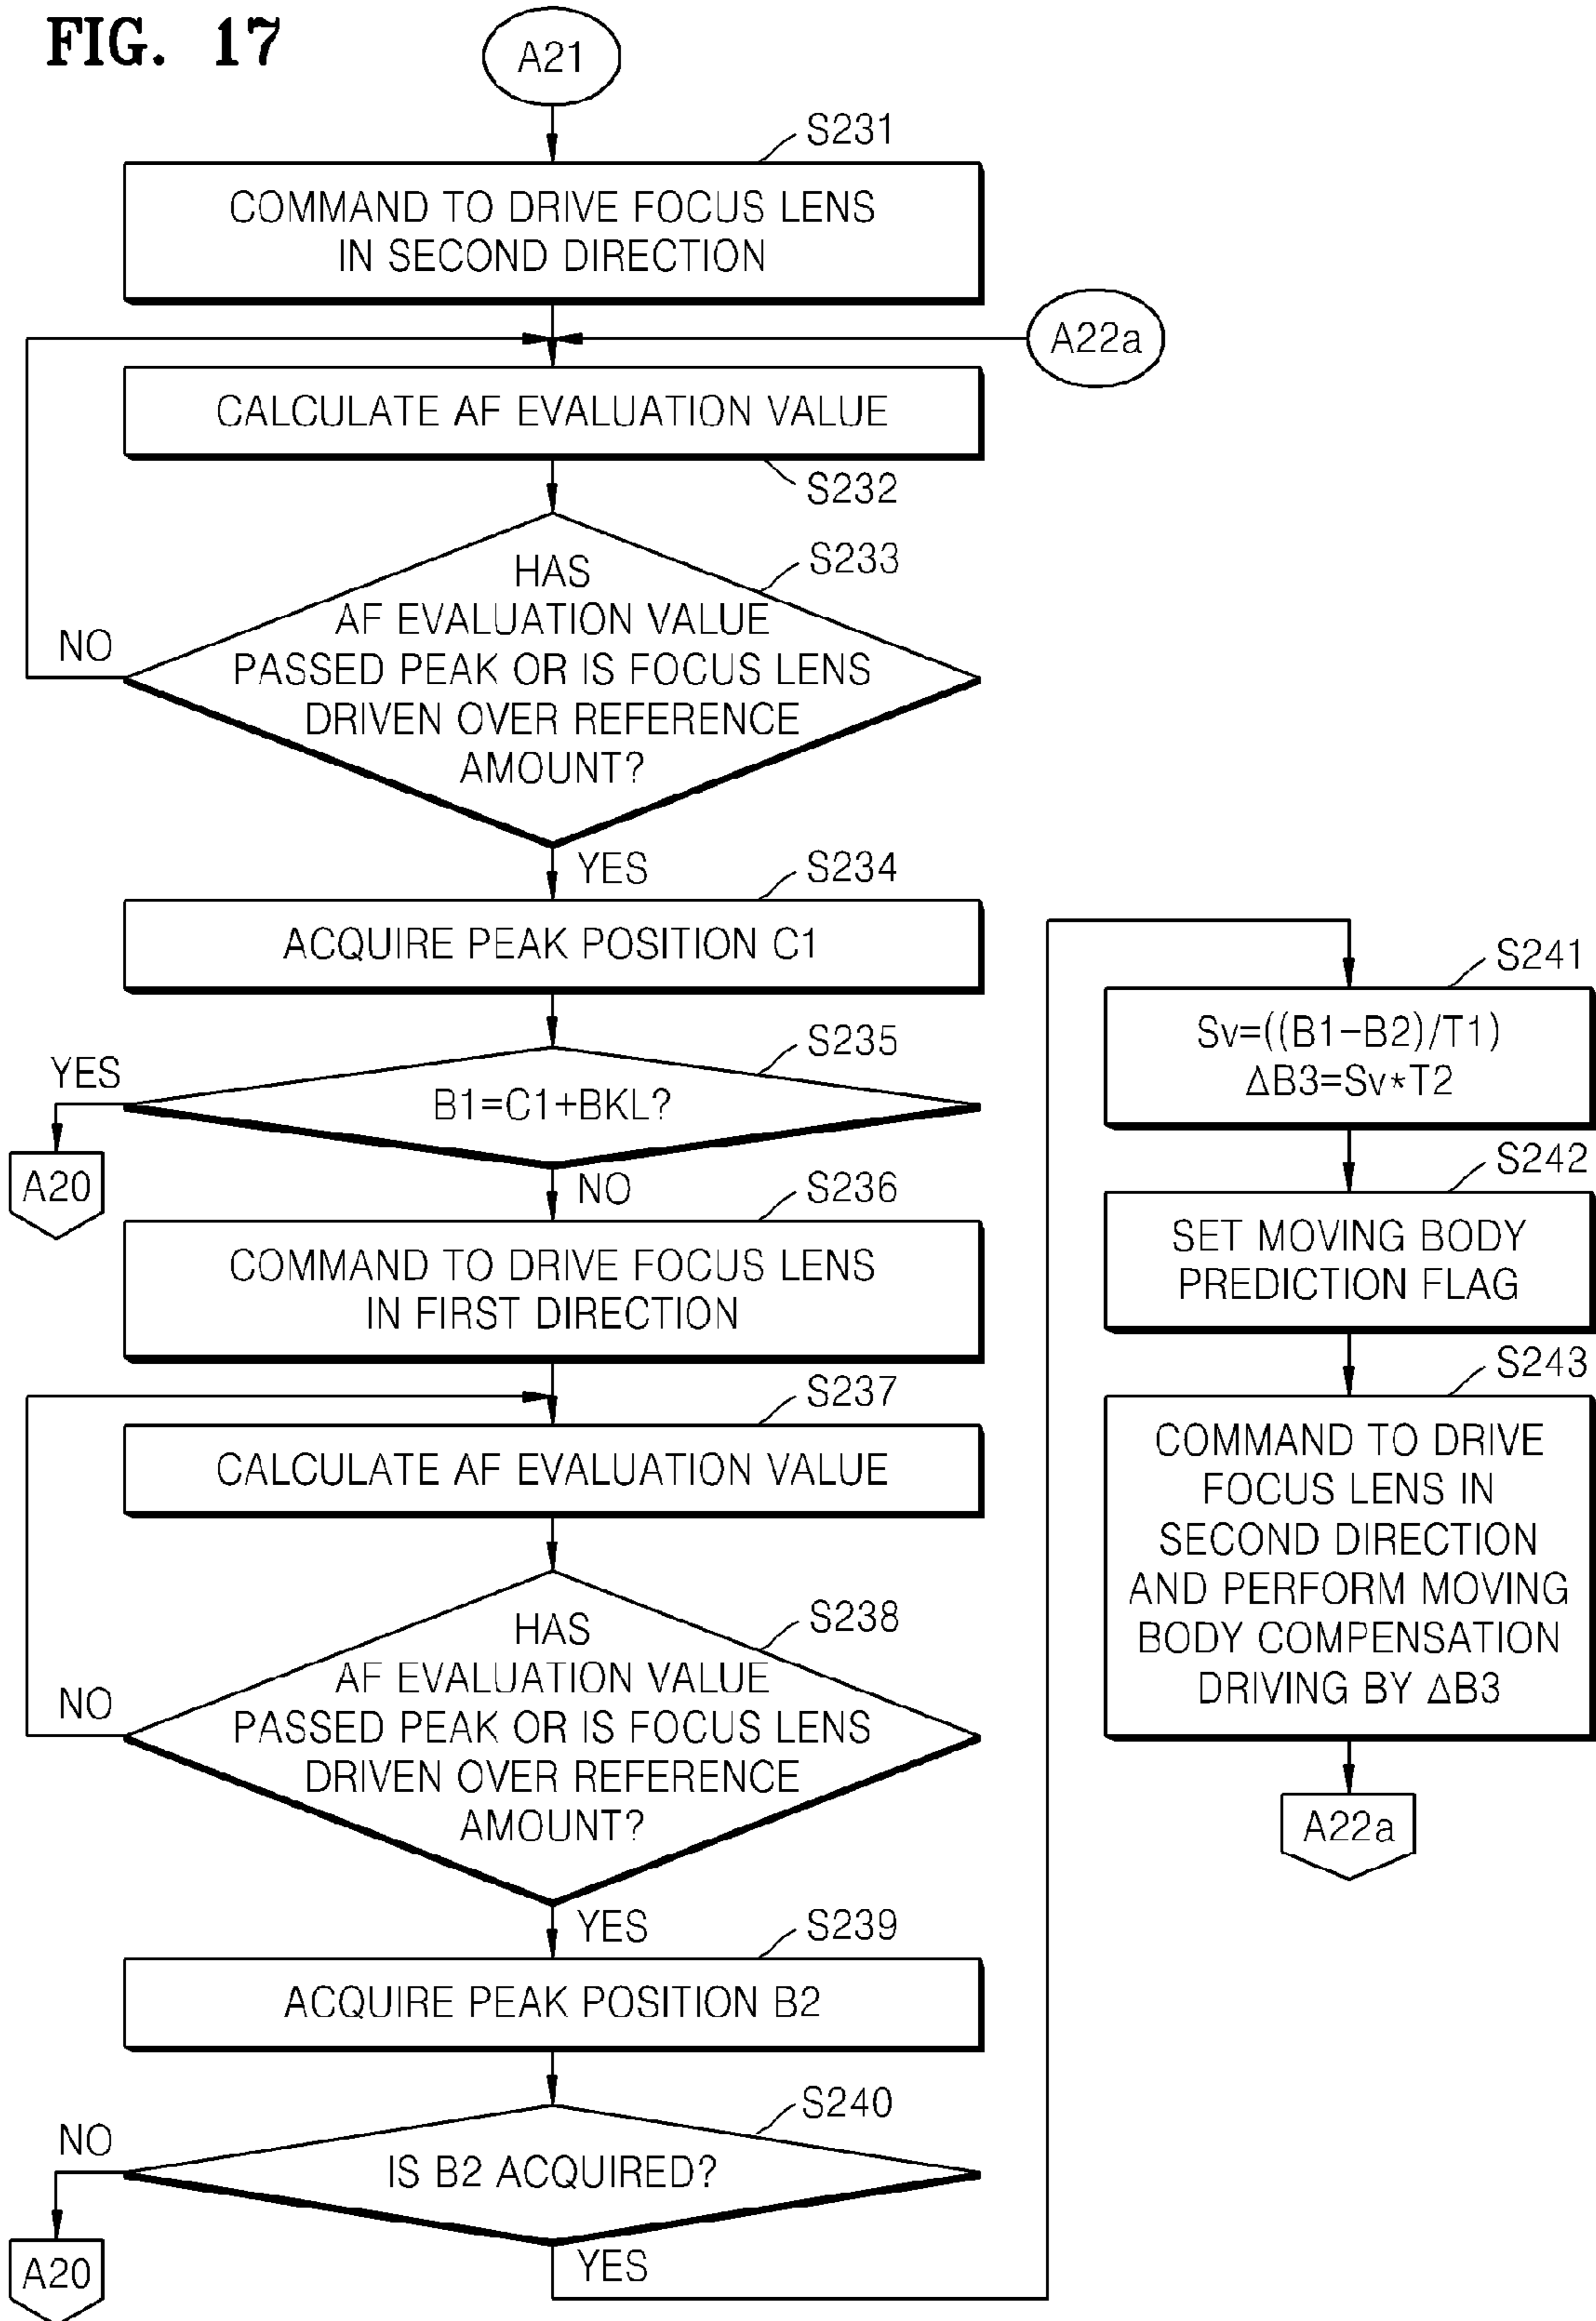 FIG. 17
A21
S231
COMMAND TO DRIVE FOCUS LENS
IN SECOND DIRECTION
A22a
CALCULATE AF EVALUATION VALUE
S232
S233
HAS
AF EVALUATION VALUE
PASSED PEAK OR IS FOCUS LENS
DRIVEN OVER REFERENCE
AMOUNT?
NO
YES
S234
ACQUIRE PEAK POSITION C1
S235
B1=C1+BKL?
YES
A20
NO
S236
COMMAND TO DRIVE FOCUS LENS
IN FIRST DIRECTION
S237
CALCULATE AF EVALUATION VALUE
S238
HAS
AF EVALUATION VALUE
PASSED PEAK OR IS FOCUS LENS
DRIVEN OVER REFERENCE
AMOUNT?
NO
YES
S239
ACQUIRE PEAK POSITION B2
S240
IS B2 ACQUIRED?
NO
A20
YES
S241
Sv=((B1-B2)/T1)
ΔB3=Sv*T2
S242
SET MOVING BODY
PREDICTION FLAG
S243
COMMAND TO DRIVE
FOCUS LENS IN
SECOND DIRECTION
AND PERFORM MOVING
BODY COMPENSATION
DRIVING BY ΔB3
A22a